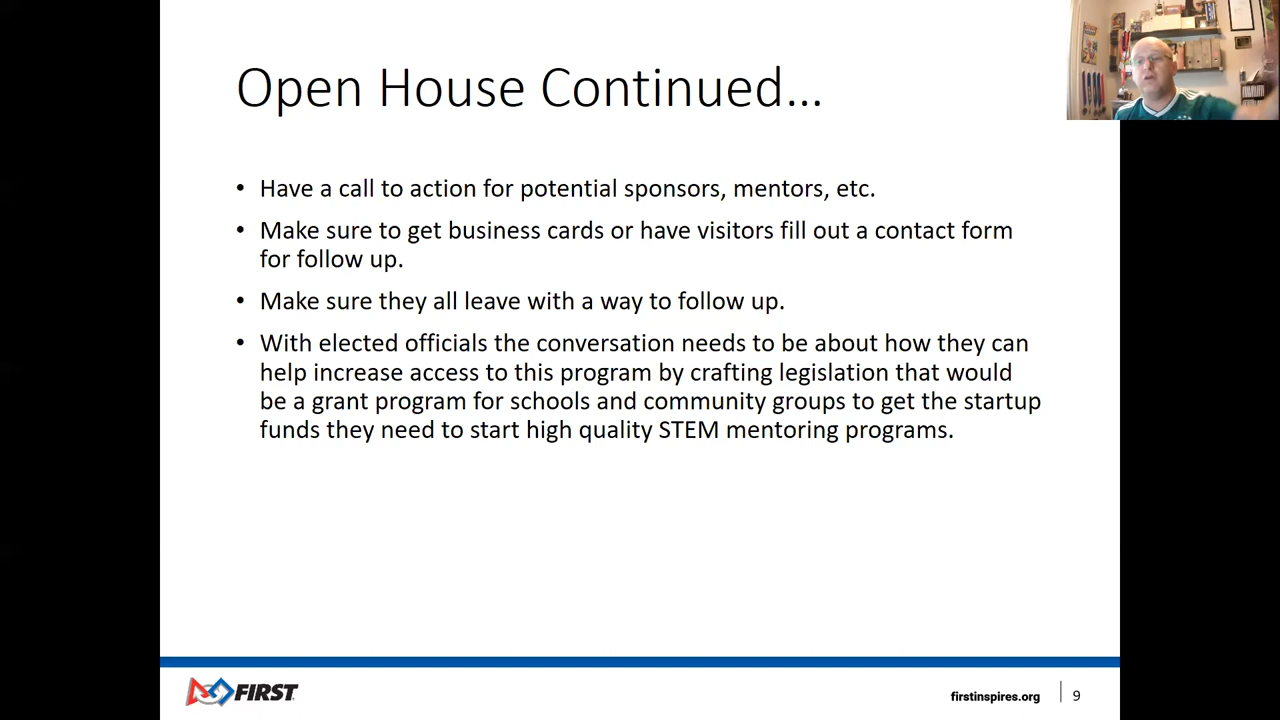 Open House Continued...
• Have a call to action for potential sponsors, mentors, etc.
• Make sure to get business cards or have visitors fill out a contact form
for follow up.
• Make sure they all leave with a way to follow up.
• With elected officials the conversation needs to be about how they can
help increase access to this program by crafting legislation that would
be a grant program for schools and community groups to get the startup
funds they need to start high quality STEM mentoring programs.
FIRST
firstinspires.org
9